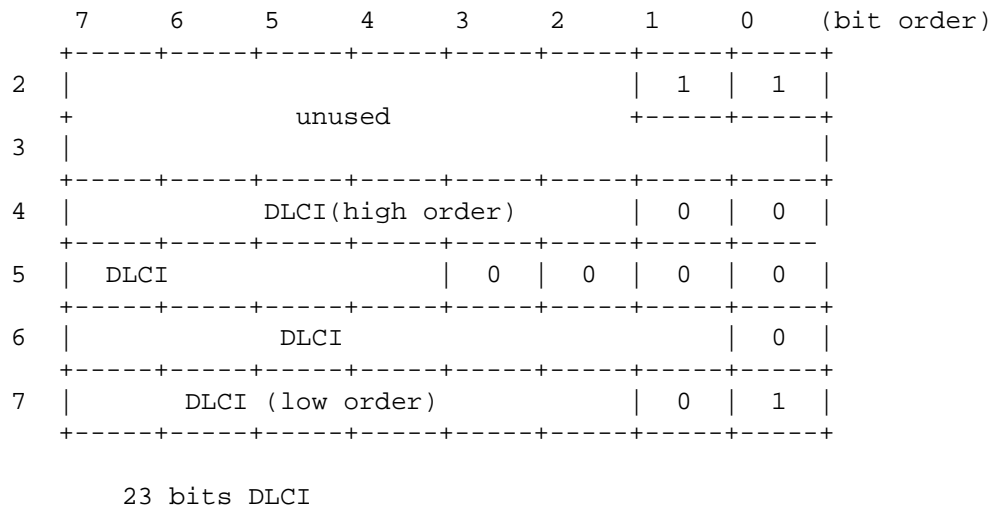 7     6     5     4     3     2     1     0    (bit order)
   +-----+-----+-----+-----+-----+-----+-----+-----+
2  |                                   |  1  |  1  |
   +              unused               +-----+-----+
3  |                                               |
   +-----+-----+-----+-----+-----+-----+-----+-----+
4  |            DLCI(high order)       |  0  |  0  |
   +-----+-----+-----+-----+-----+-----+-----+-----
5  |  DLCI                 |  0  |  0  |  0  |  0  |
   +-----+-----+-----+-----+-----+-----+-----+-----+
6  |             DLCI                        |  0  |
   +-----+-----+-----+-----+-----+-----+-----+-----+
7  |       DLCI (low order)            |  0  |  1  |
   +-----+-----+-----+-----+-----+-----+-----+-----+
       23 bits DLCI